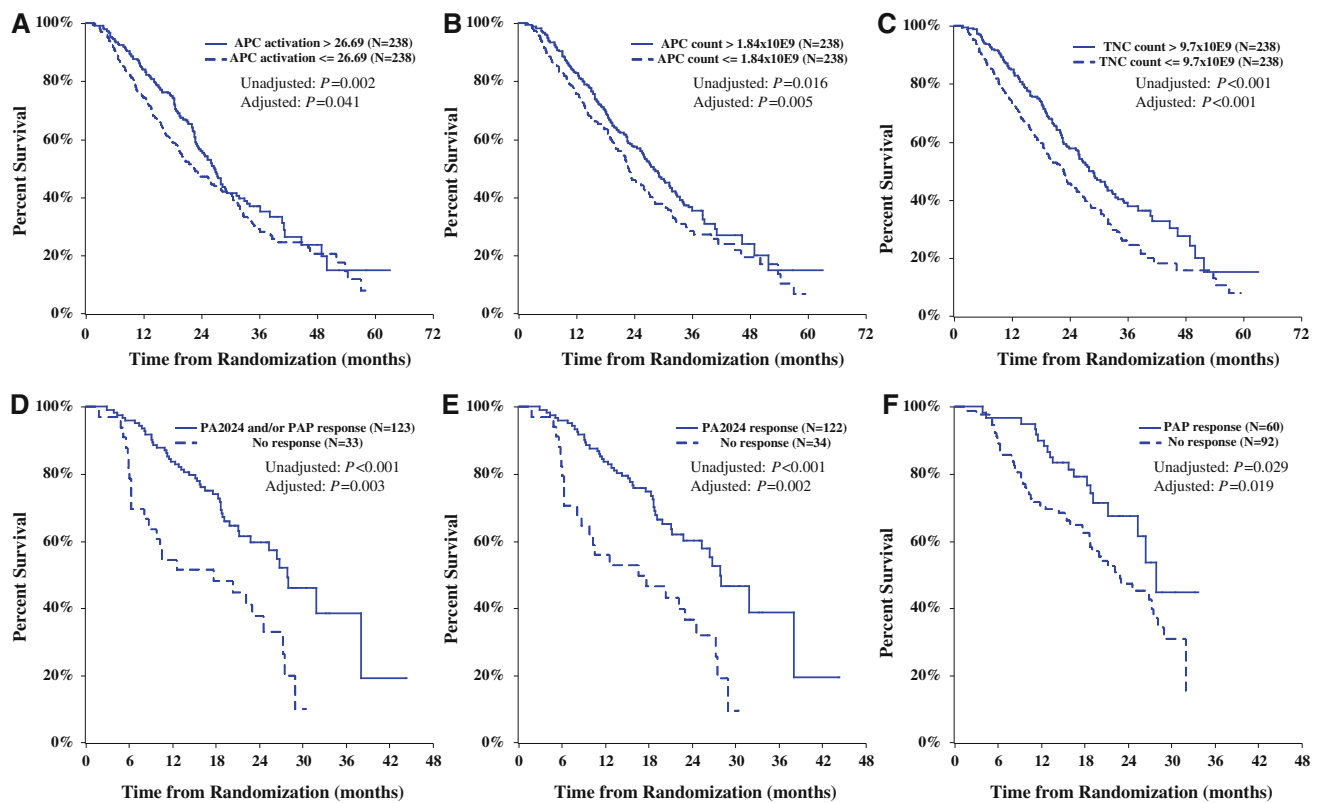 A
100%
80%
60%
40%
20%
0%
Percent Survival
APC activation > 26.69 (N=238)
APC activation <= 26.69 (N=238)
Unadjusted: P=0.002
Adjusted: P=0.041
0 12 24 36 48 60 72
Time from Randomization (months)
B
100%
80%
60%
40%
20%
0%
Percent Survival
APC count > 1.84x10E9 (N=238)
APC count <= 1.84x10E9 (N=238)
Unadjusted: P=0.016
Adjusted: P=0.005
0 12 24 36 48 60 72
Time from Randomization (months)
C
100%
80%
60%
40%
20%
0%
Percent Survival
TNC count > 9.7x10E9 (N=238)
TNC count <= 9.7x10E9 (N=238)
Unadjusted: P<0.001
Adjusted: P<0.001
0 12 24 36 48 60 72
Time from Randomization (months)
D
100%
80%
60%
40%
20%
0%
Percent Survival
PA2024 and/or PAP response (N=123)
No response (N=33)
Unadjusted: P<0.001
Adjusted: P=0.003
0 6 12 18 24 30 36 42 48
Time from Randomization (months)
E
100%
80%
60%
40%
20%
0%
Percent Survival
PA2024 response (N=122)
No response (N=34)
Unadjusted: P<0.001
Adjusted: P=0.002
0 6 12 18 24 30 36 42 48
Time from Randomization (months)
F
100%
80%
60%
40%
20%
0%
Percent Survival
PAP response (N=60)
No response (N=92)
Unadjusted: P=0.029
Adjusted: P=0.019
0 6 12 18 24 30 36 42 48
Time from Randomization (months)